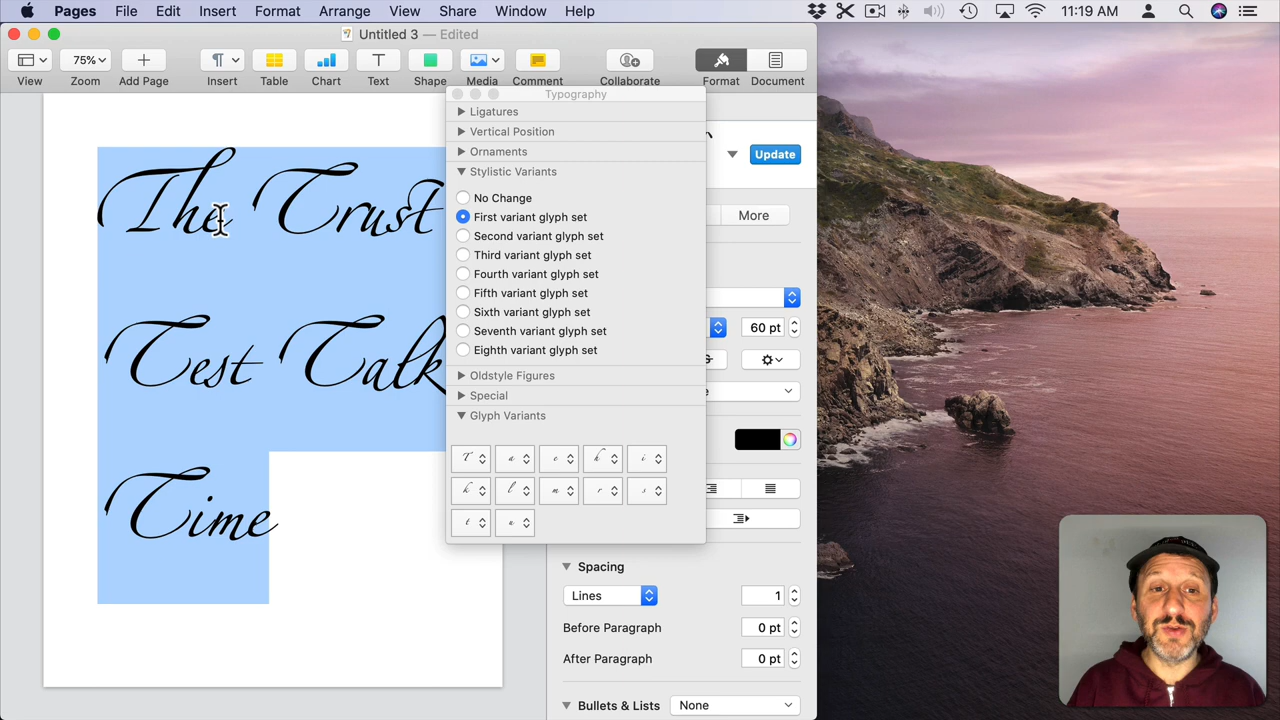 Pages File Edit Insert Format Arrange View Share Window Help 11:19 AM
Untitled 3 — Edited
75%
View Zoom Add Page Insert Table Chart Text Shape Media Comment Collaborate Format Document
Typography
Ligatures
Vertical Position
Ornaments
Stylistic Variants
No Change
First variant glyph set
Second variant glyph set
Third variant glyph set
Fourth variant glyph set
Fifth variant glyph set
Sixth variant glyph set
Seventh variant glyph set
Eighth variant glyph set
Oldstyle Figures
Special
Glyph Variants
T a e h i
k l m r s
t u
The Trust
Test Talk
Time
Update
More
60 pt
Spacing
Lines 1
Before Paragraph 0 pt
After Paragraph 0 pt
Bullets & Lists None